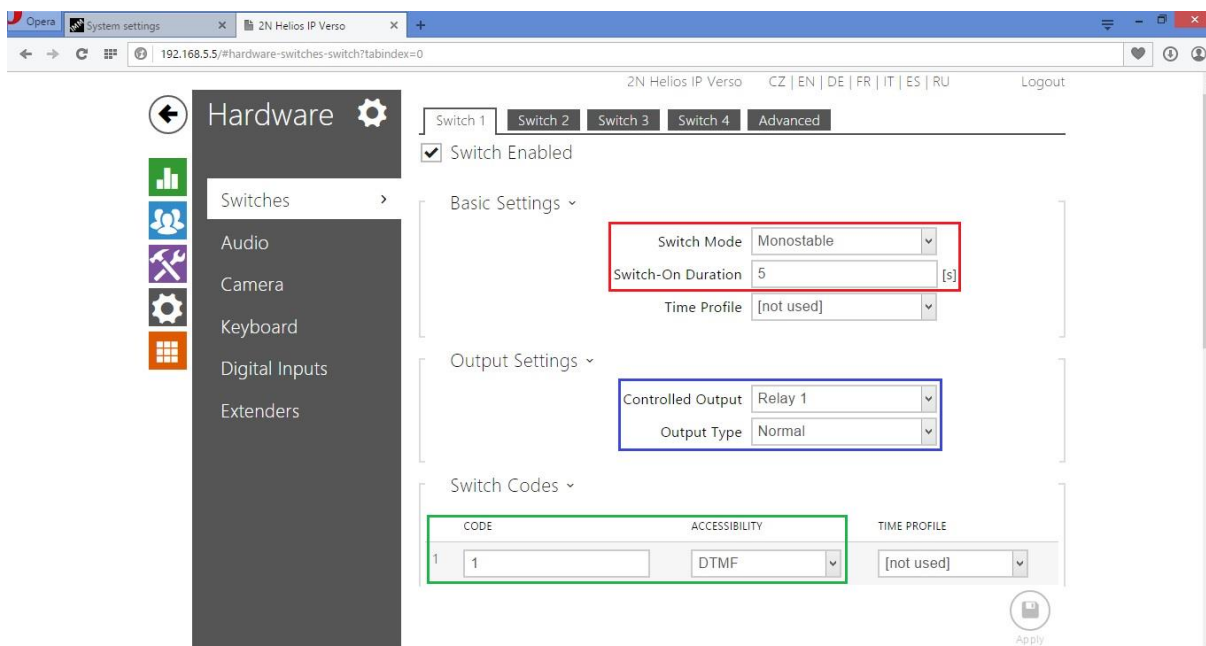 Opera System settings 2N Helios IP Verso
192.168.5.5/#hardware-switches-switch?tabindex=0
2N Helios IP Verso CZ | EN | DE | FR | IT | ES | RU Logout
Hardware
Switch 1 Switch 2 Switch 3 Switch 4 Advanced
Switch Enabled
Switches
Audio
Camera
Keyboard
Digital Inputs
Extenders
Basic Settings
Switch Mode Monostable
Switch-On Duration 5 [s]
Time Profile [not used]
Output Settings
Controlled Output Relay 1
Output Type Normal
Switch Codes
CODE ACCESSIBILITY TIME PROFILE
1 1 DTMF [not used]
Apply